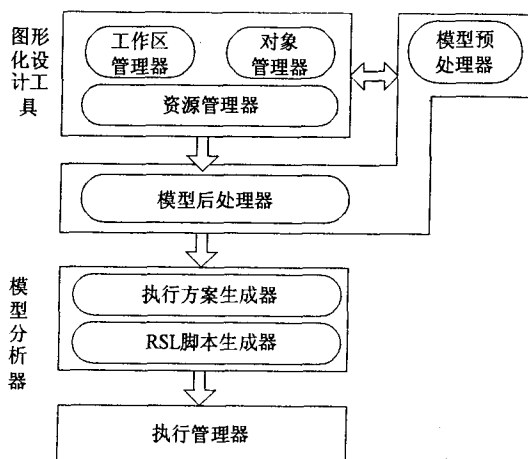 图形
化设
计工
具
工作区
管理器
对象
管理器
资源管理器
模型预
处理器
模型后处理器
模型分析器
执行方案生成器
RSL脚本生成器
执行管理器